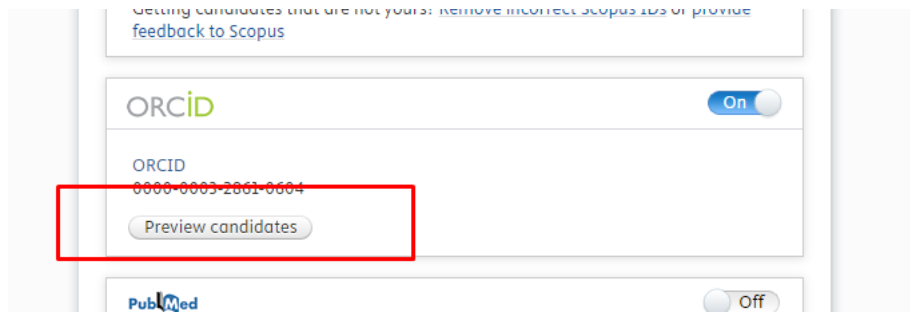 Getting candidates that are not yours? Remove incorrect Scopus IDs or provide
feedback to Scopus
ORCID
On
ORCID
0000-0003-2861-0604
Preview candidates
PubMed
Off